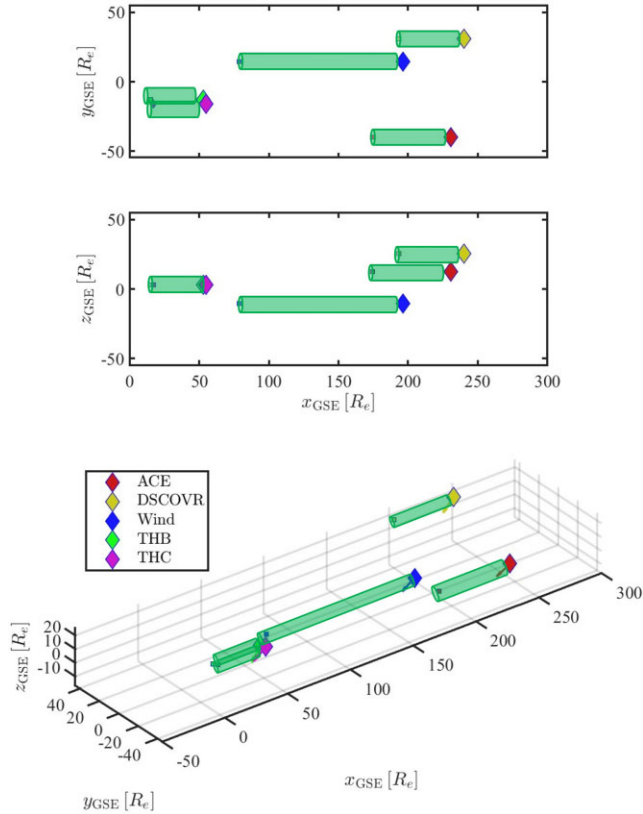 50
0
-50
y_GSE [R_e]
50
0
-50
z_GSE [R_e]
0 50 100 150 200 250 300
x_GSE [R_e]
ACE
DSCOVR
Wind
THB
THC
20
10
0
-10
z_GSE [R_e]
40
20
0
-20
-40
y_GSE [R_e]
-50 0 50 100 150 200 250 300
x_GSE [R_e]